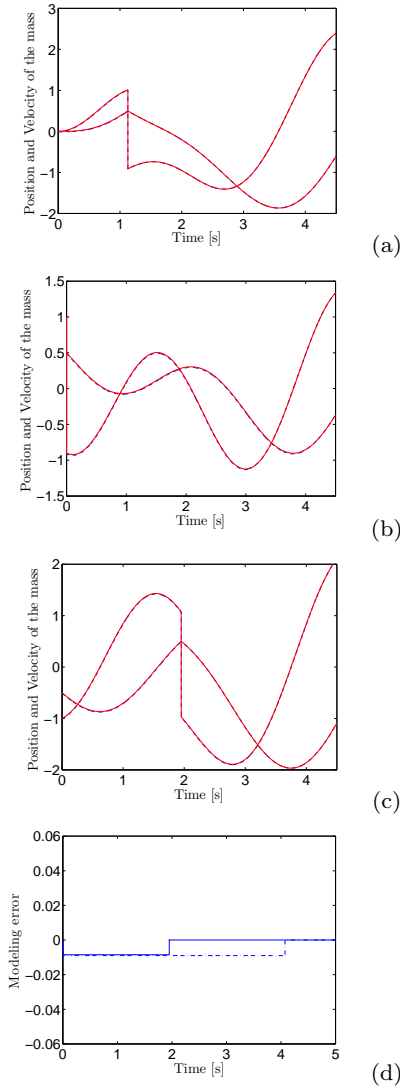 Position and Velocity of the mass
3
2
1
0
−1
−2
0 1 2 3 4
Time [s]
(a)
Position and Velocity of the mass
1.5
1
0.5
0
−0.5
−1
−1.5
0 1 2 3 4
Time [s]
(b)
Position and Velocity of the mass
2
1
0
−1
−2
0 1 2 3 4
Time [s]
(c)
Modeling error
0.06
0.04
0.02
0
−0.02
−0.04
−0.06
0 1 2 3 4 5
Time [s]
(d)